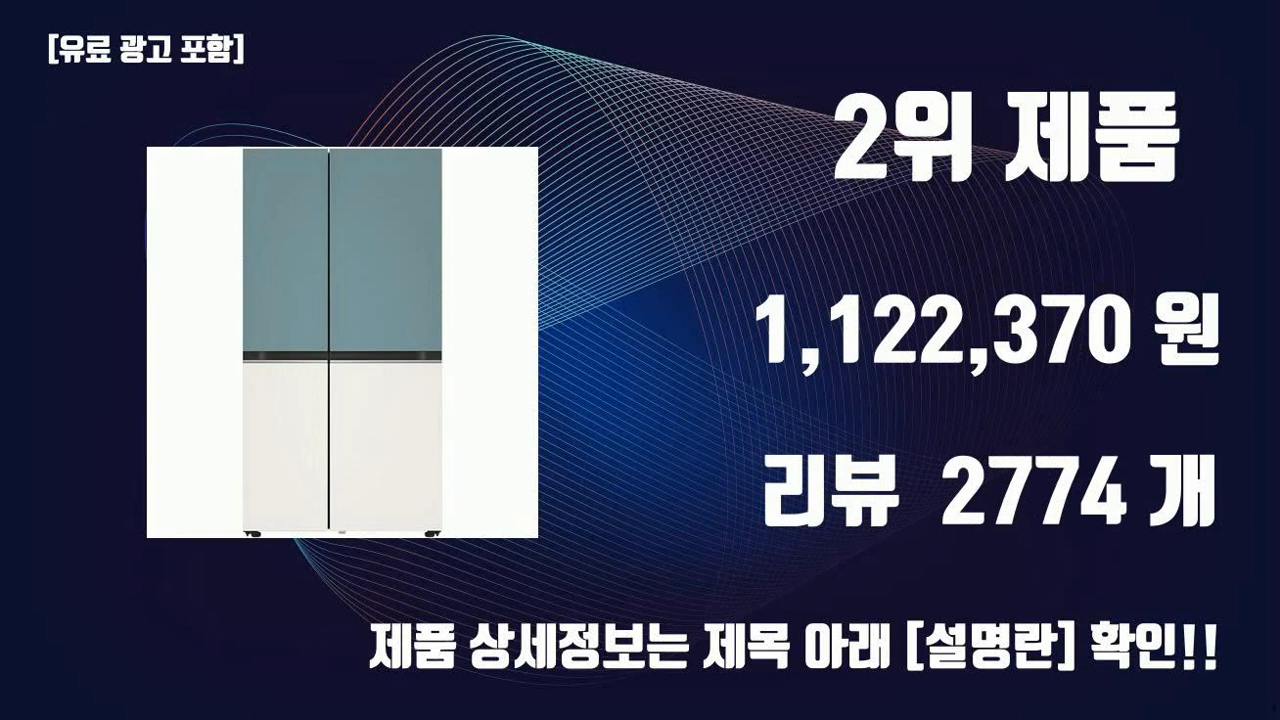 [유료 광고 포함]
2위 제품
1,122,370 원
리뷰 2774 개
제품 상세정보는 제목 아래 [설명란] 확인!!